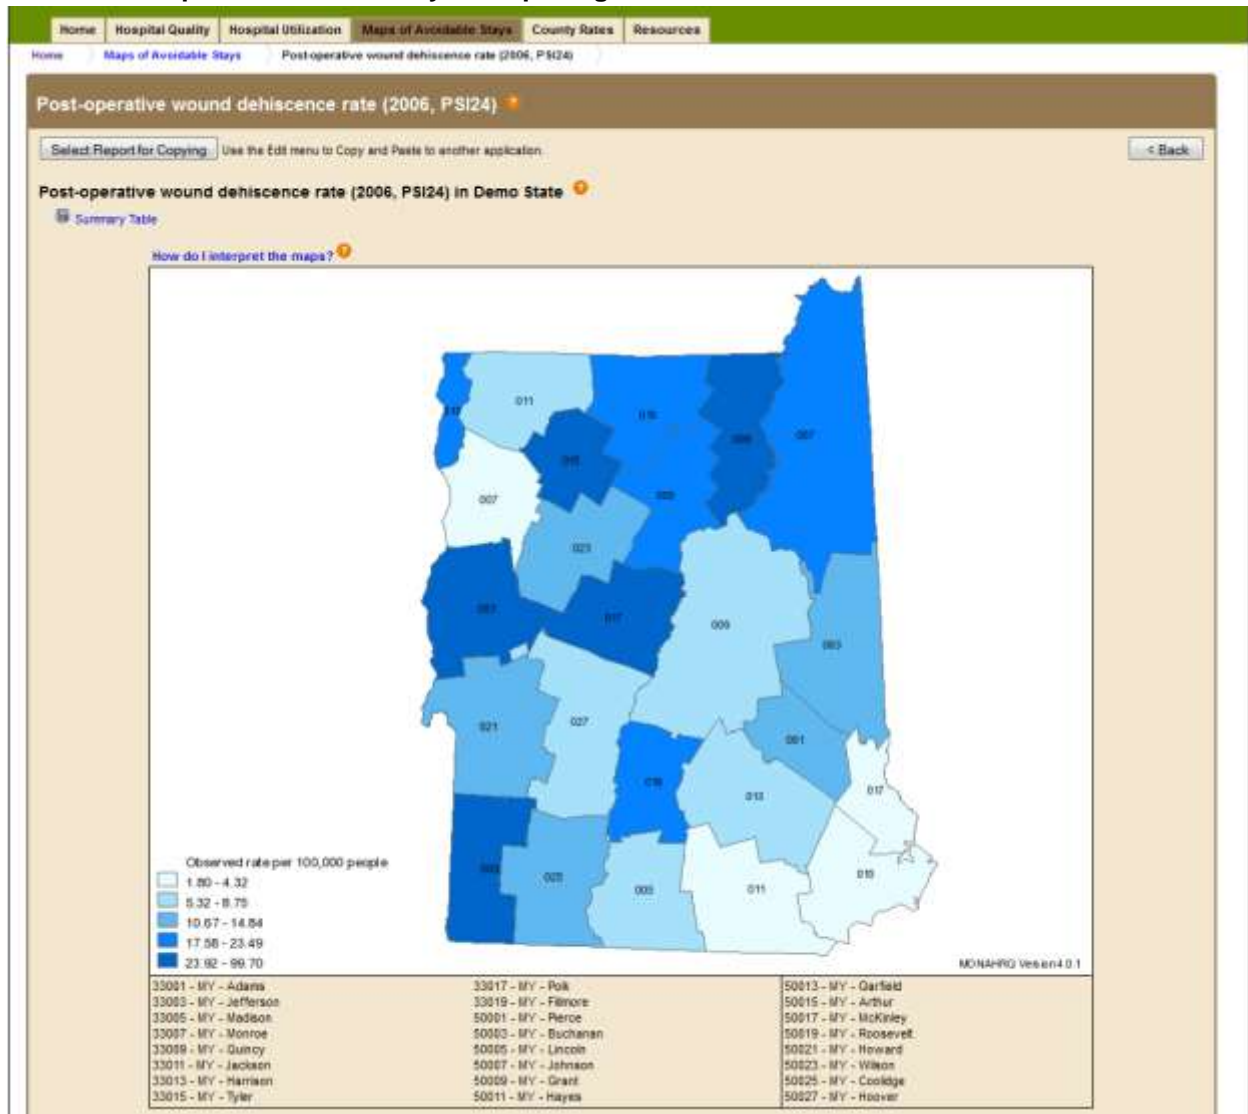 Home Hospital Quality Hospital Utilization Maps of Avoidable Stays County Rates Resources
Home Maps of Avoidable Stays Post-operative wound dehiscence rate (2006, PSI24)
Post-operative wound dehiscence rate (2006, PSI24) ?
Select Report for Copying Use the Edit menu to Copy and Paste to another application < Back
Post-operative wound dehiscence rate (2006, PSI24) in Demo State ?
Summary Table
How do I interpret the maps? ?
011
007
007
023
017
009
003
021
027
001
019
013
017
025
005
011
Observed rate per 100,000 people
1.80 - 4.32
5.32 - 8.75
10.67 - 14.84
17.58 - 23.49
23.92 - 99.70
MONAHRQ Version 4.0.1
33001 - MY - Adams 33017 - MY - Polk 50013 - MY - Garfield
33003 - MY - Jefferson 33019 - MY - Fillmore 50015 - MY - Arthur
33005 - MY - Madison 50001 - MY - Pierce 50017 - MY - McKinley
33007 - MY - Monroe 50003 - MY - Buchanan 50019 - MY - Roosevelt
33009 - MY - Quincy 50005 - MY - Lincoln 50021 - MY - Howard
33011 - MY - Jackson 50007 - MY - Johnson 50023 - MY - Wilson
33013 - MY - Harrison 50009 - MY - Grant 50025 - MY - Coolidge
33015 - MY - Tyler 50011 - MY - Hayes 50027 - MY - Hoover